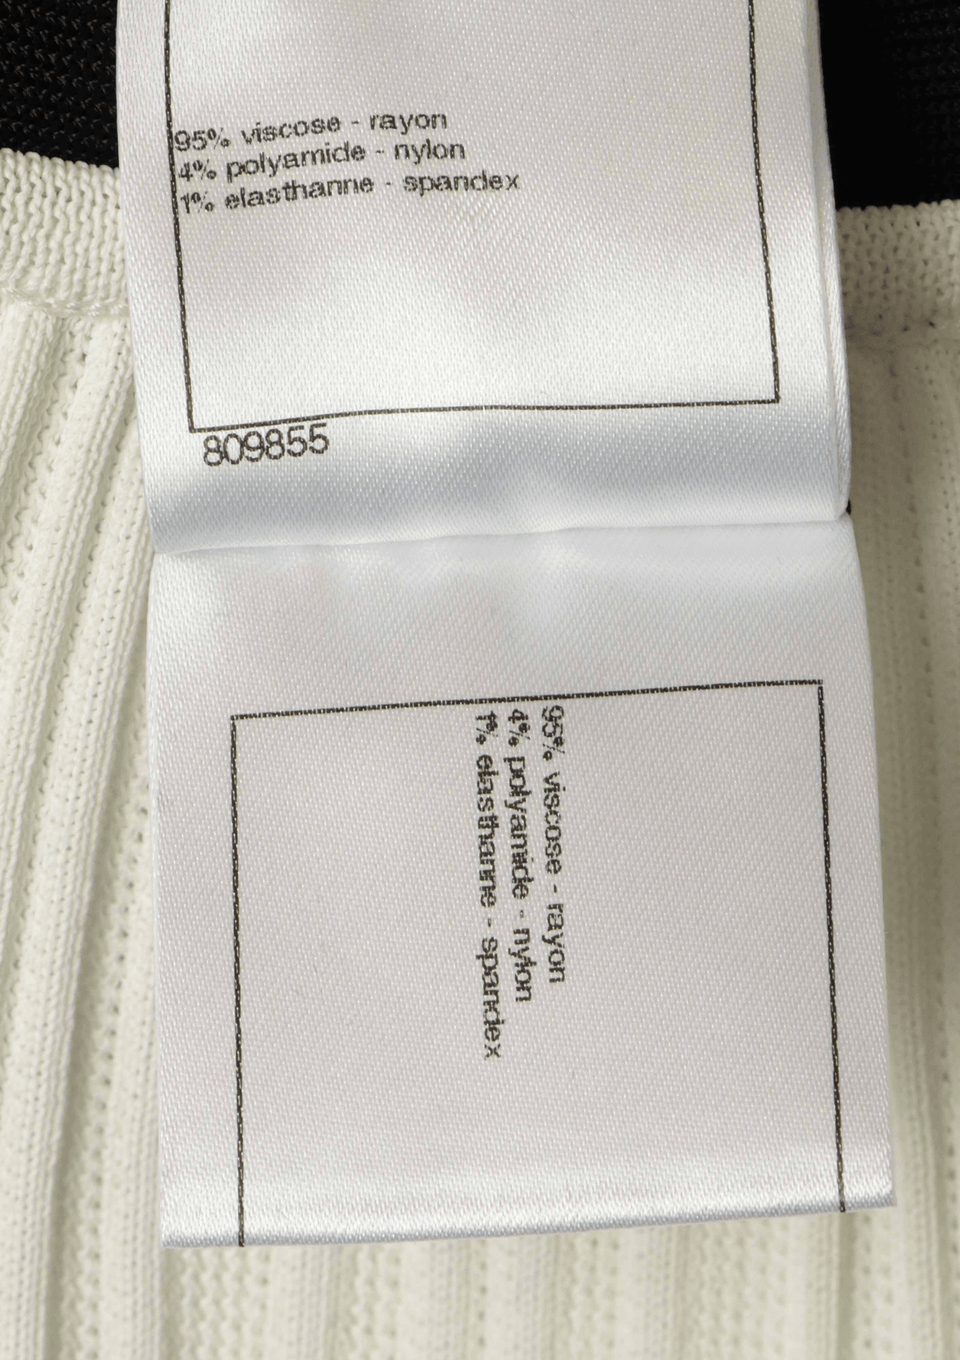 95% viscose - rayon
4% polyamide - nylon
1% elasthanne - spandex
809855
95% viscose - rayon
4% polyamide - nylon
1% elasthanne - spandex